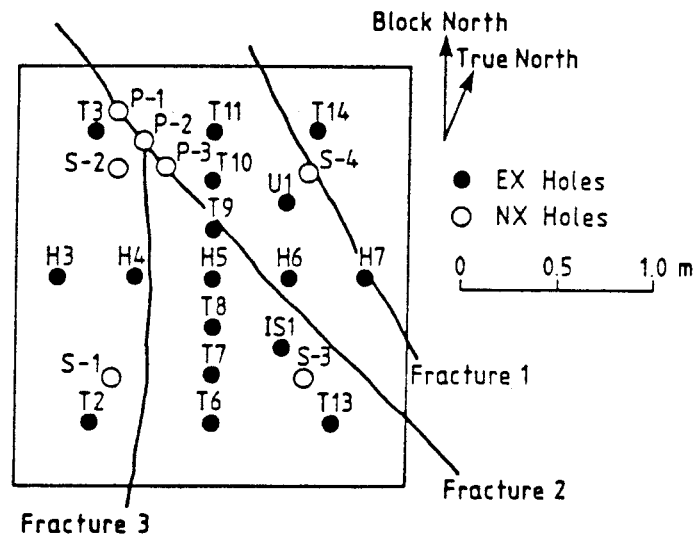 Block North
True North
P-1
T3
T11
T14
P-2
P-3
S-2
T10
S-4
U1
EX Holes
NX Holes
T9
H3
H4
H5
H6
H7
0
0.5
1.0 m
T8
IS1
S-1
T7
S-3
Fracture 1
T2
T6
T13
Fracture 2
Fracture 3